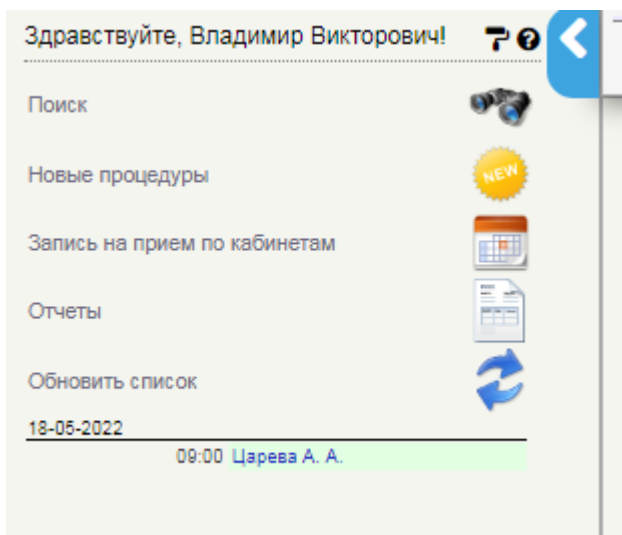 Здравствуйте, Владимир Викторович!
Поиск
Новые процедуры
NEW
Запись на прием по кабинетам
Отчеты
Обновить список
18-05-2022
09:00 Царева А. А.